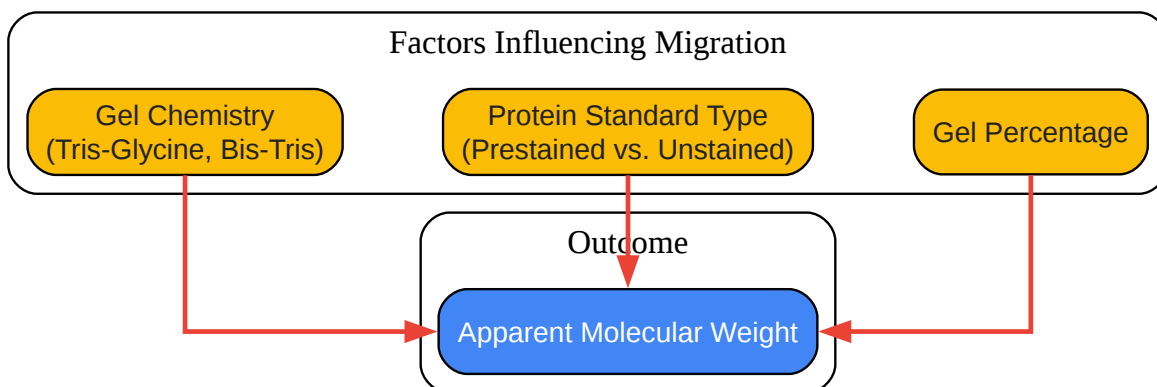 Factors Influencing Migration
Gel Chemistry
(Tris-Glycine, Bis-Tris)
Protein Standard Type
(Prestained vs. Unstained)
Gel Percentage
Outcome
Apparent Molecular Weight